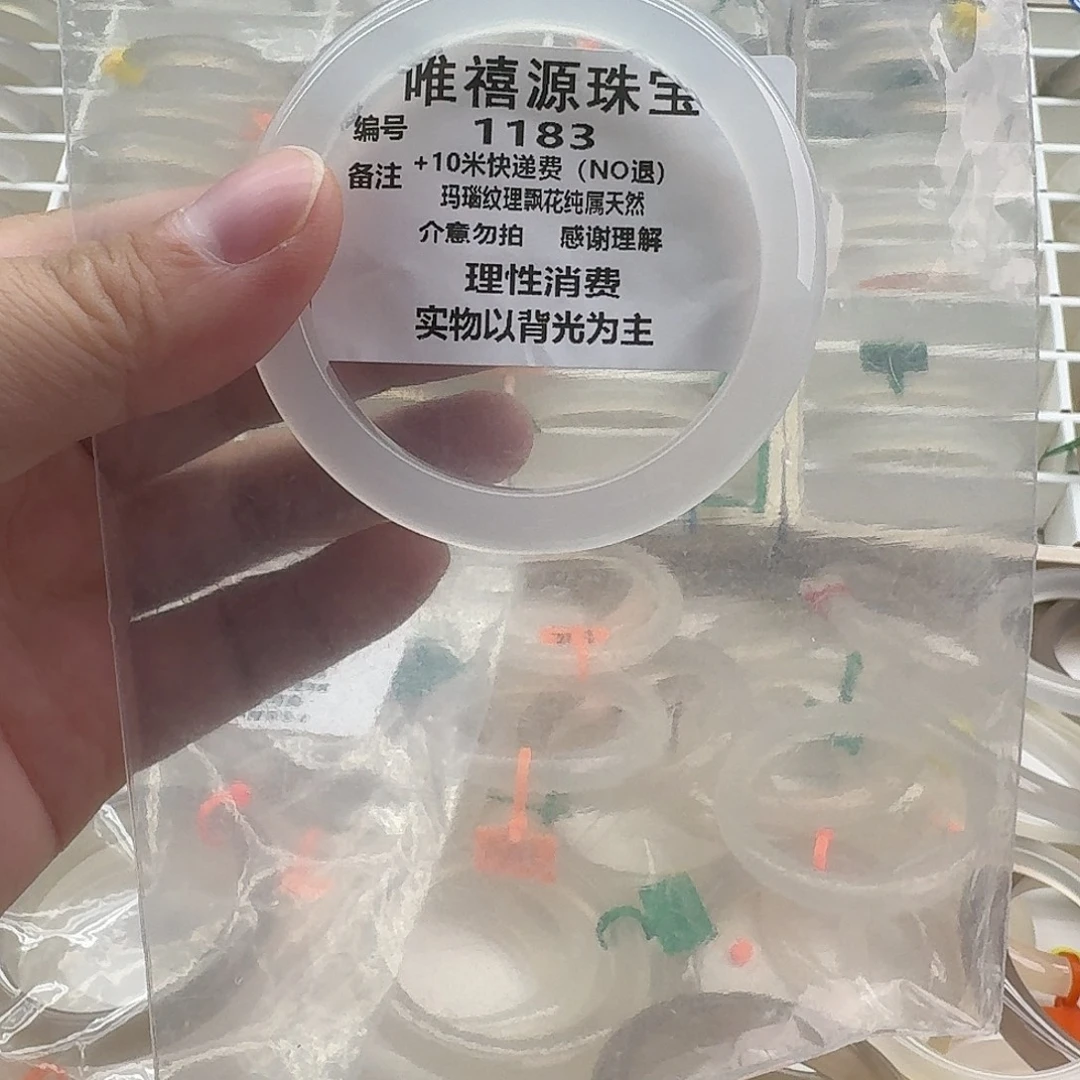 唯禧源珠宝
编号 1183
备注 +10米快递费（NO退）
玛瑙纹理飘花纯属天然
介意勿拍 感谢理解
理性消费
实物以背光为主